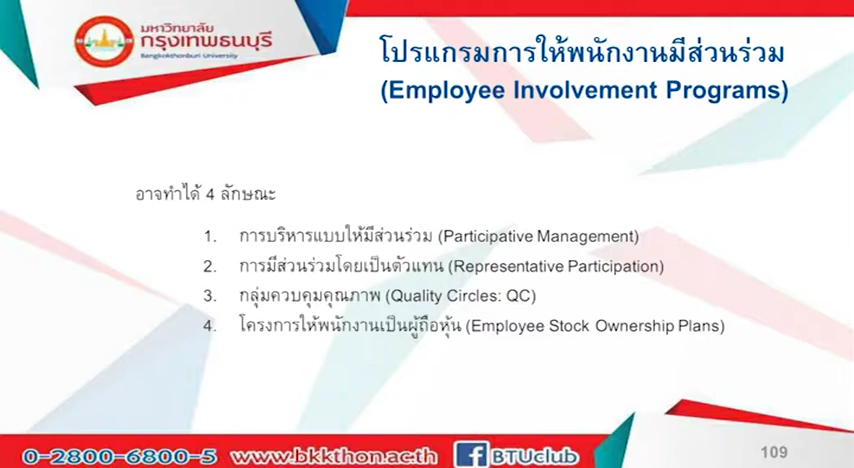 มหาวิทยาลัย
กรุงเทพธนบุรี
Bangkokthonburi University
โปรแกรมการให้พนักงานมีส่วนร่วม
(Employee Involvement Programs)
อาจทำได้ 4 ลักษณะ
1. การบริหารแบบให้มีส่วนร่วม (Participative Management)
2. การมีส่วนร่วมโดยเป็นตัวแทน (Representative Participation)
3. กลุ่มควบคุมคุณภาพ (Quality Circles: QC)
4. โครงการให้พนักงานเป็นผู้ถือหุ้น (Employee Stock Ownership Plans)
0-2800-6800-5 www.bkkthon.ac.th f BTUclub 109